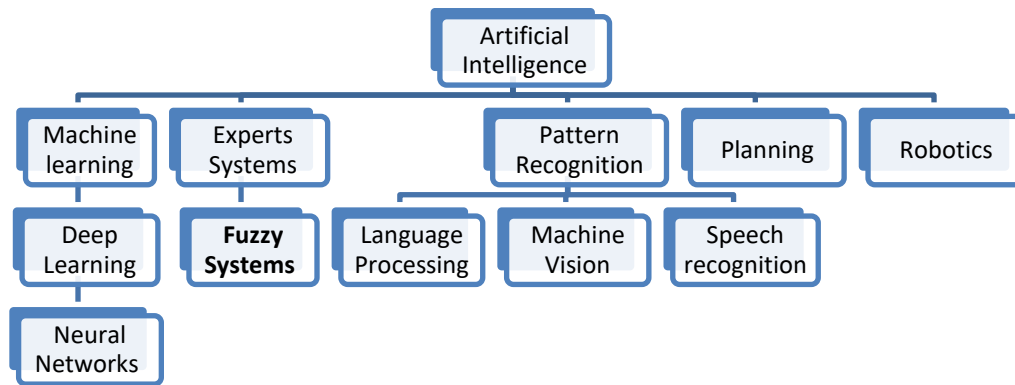 Artificial
Intelligence
Machine
learning
Experts
Systems
Pattern
Recognition
Planning
Robotics
Deep
Learning
Fuzzy
Systems
Language
Processing
Machine
Vision
Speech
recognition
Neural
Networks